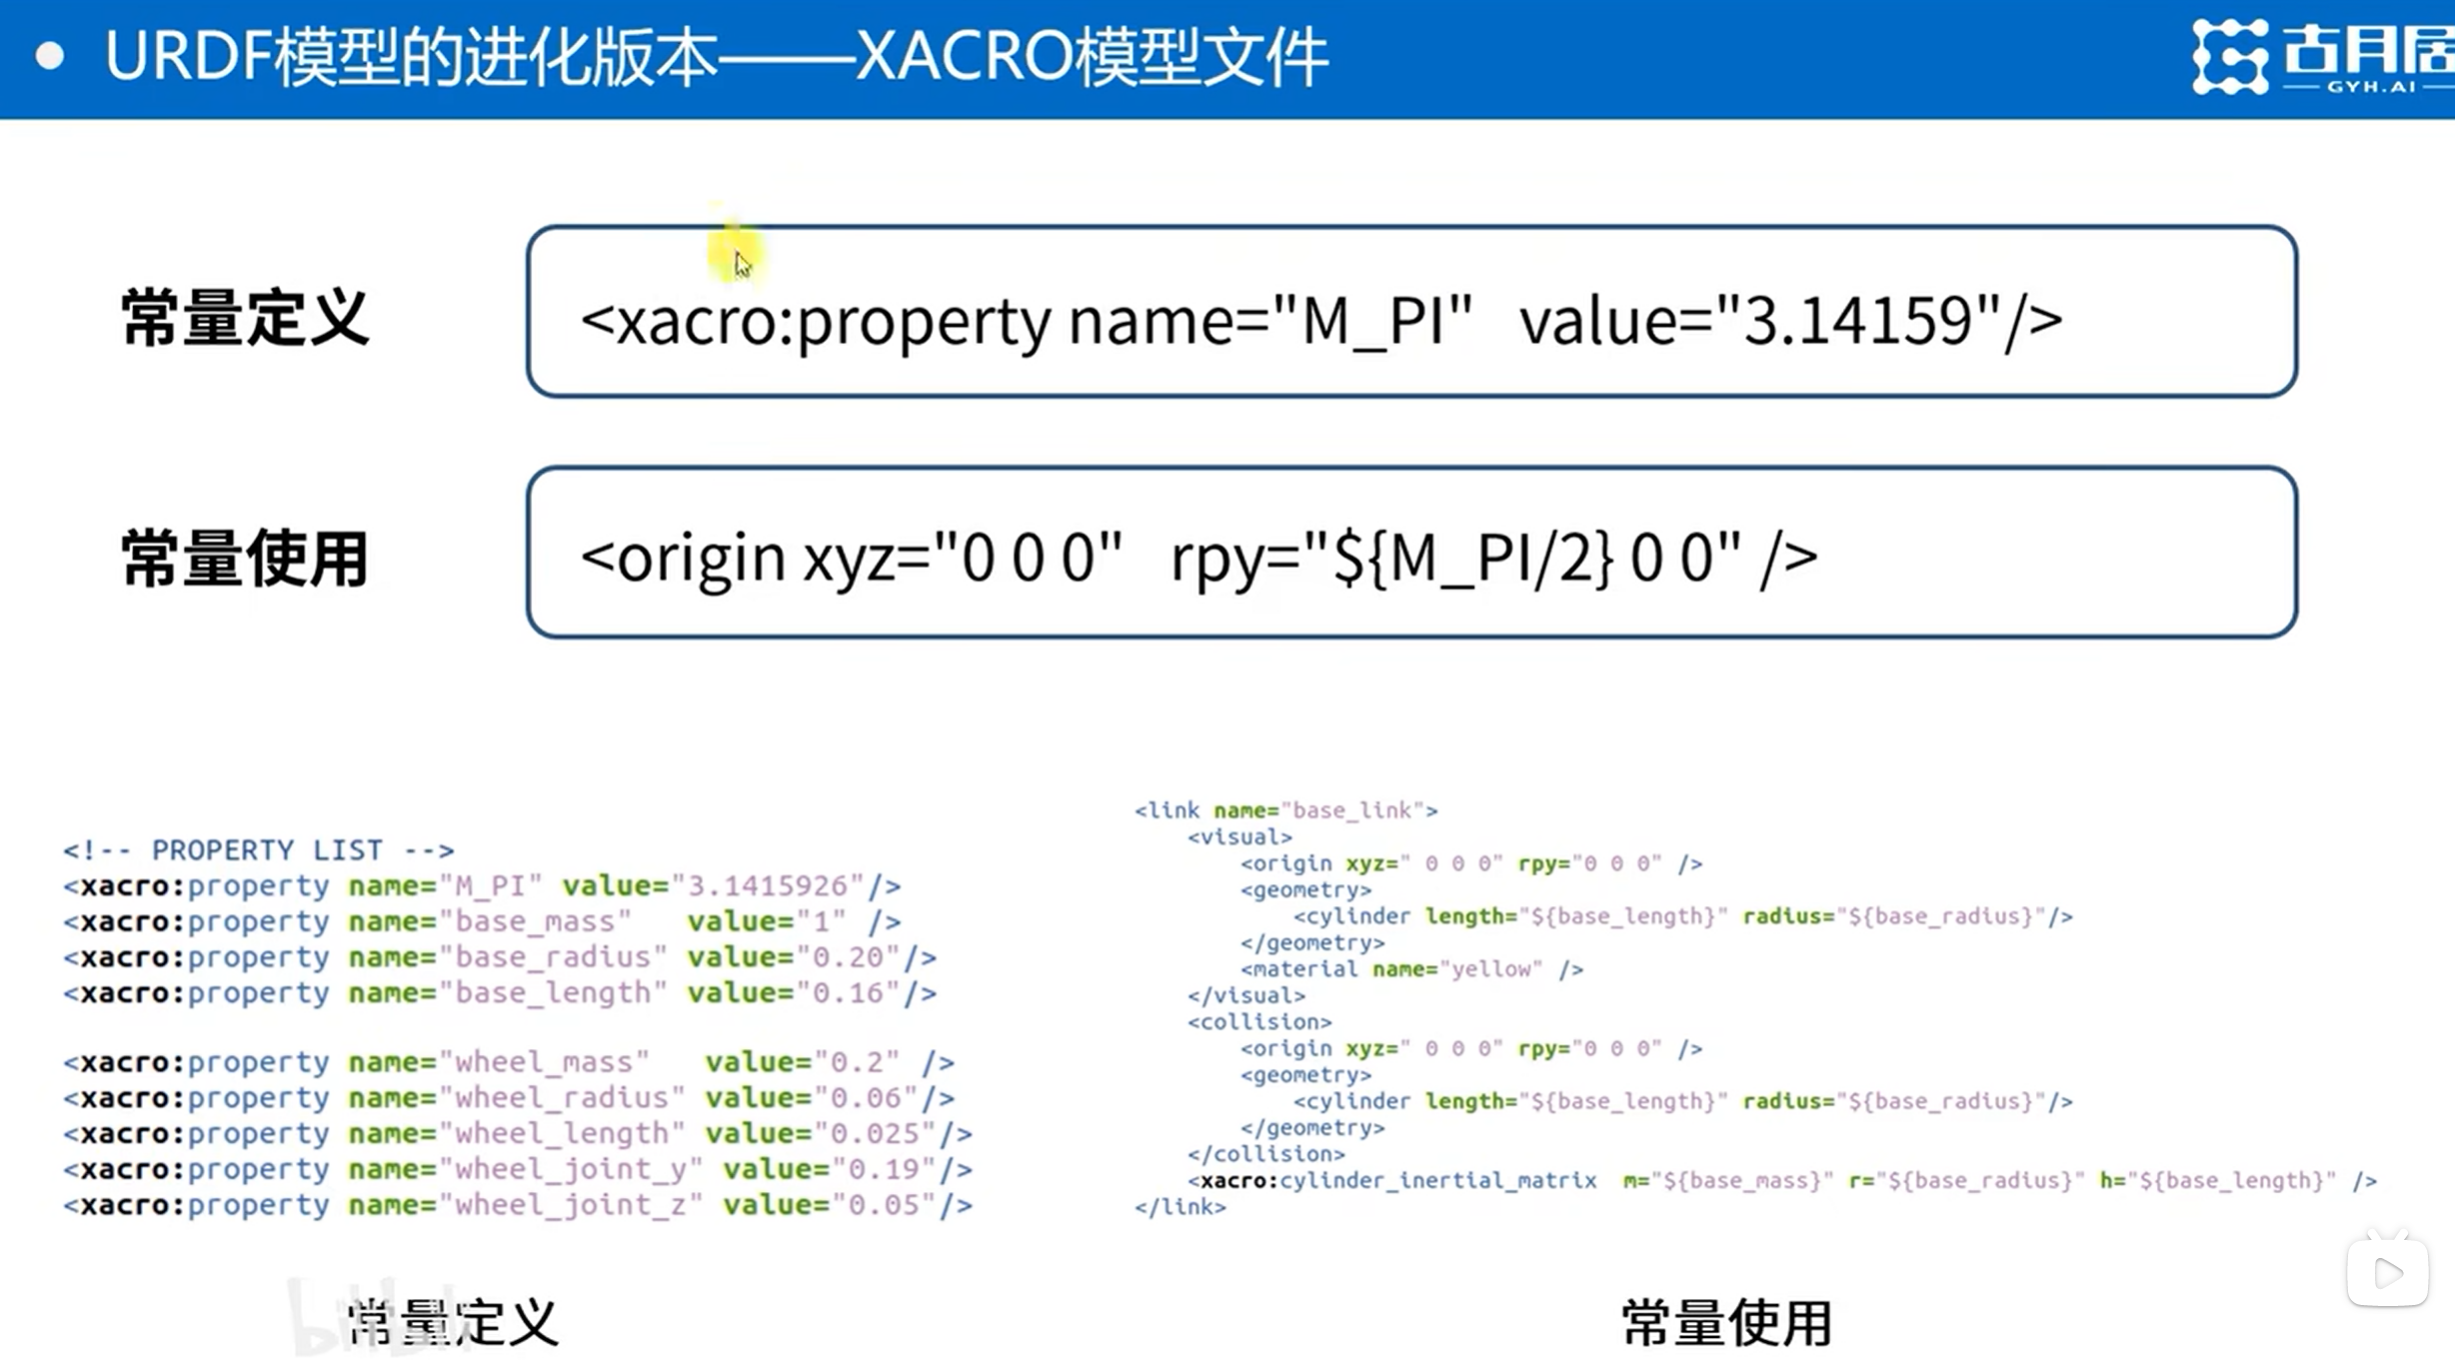 URDF模型的进化版本——XACRO模型文件
古月居
GYH.AI
常量定义
<xacro:property name="M_PI"   value="3.14159"/>
常量使用
<origin xyz="0 0 0"   rpy="${M_PI/2} 0 0" />
<!-- PROPERTY LIST -->
<xacro:property name="M_PI" value="3.1415926"/>
<xacro:property name="base_mass"   value="1" />
<xacro:property name="base_radius" value="0.20"/>
<xacro:property name="base_length" value="0.16"/>
<xacro:property name="wheel_mass"   value="0.2" />
<xacro:property name="wheel_radius" value="0.06"/>
<xacro:property name="wheel_length" value="0.025"/>
<xacro:property name="wheel_joint_y" value="0.19"/>
<xacro:property name="wheel_joint_z" value="0.05"/>
常量定义
<link name="base_link">
<visual>
<origin xyz=" 0 0 0" rpy="0 0 0" />
<geometry>
<cylinder length="${base_length}" radius="${base_radius}"/>
</geometry>
<material name="yellow" />
</visual>
<collision>
<origin xyz=" 0 0 0" rpy="0 0 0" />
<geometry>
<cylinder length="${base_length}" radius="${base_radius}"/>
</geometry>
</collision>
<xacro:cylinder_inertial_matrix  m="${base_mass}" r="${base_radius}" h="${base_length}" />
</link>
常量使用